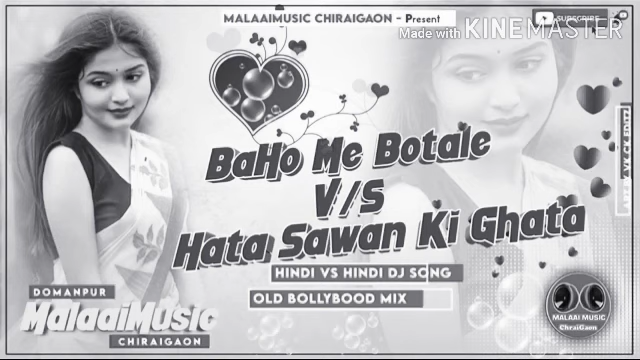 MALAAIMUSIC CHIRAIGAON - Present
SUBSCRIBE
Made with KINEMASTER
BaHo Me Botale
V/S
Hata Sawan Ki Ghata
HINDI VS HINDI DJ SONG
OLD BOLLYBOOD MIX
DOMANPUR
MalaaiMusic
CHIRAIGAON
MALAAI MUSIC
ChraiGaon